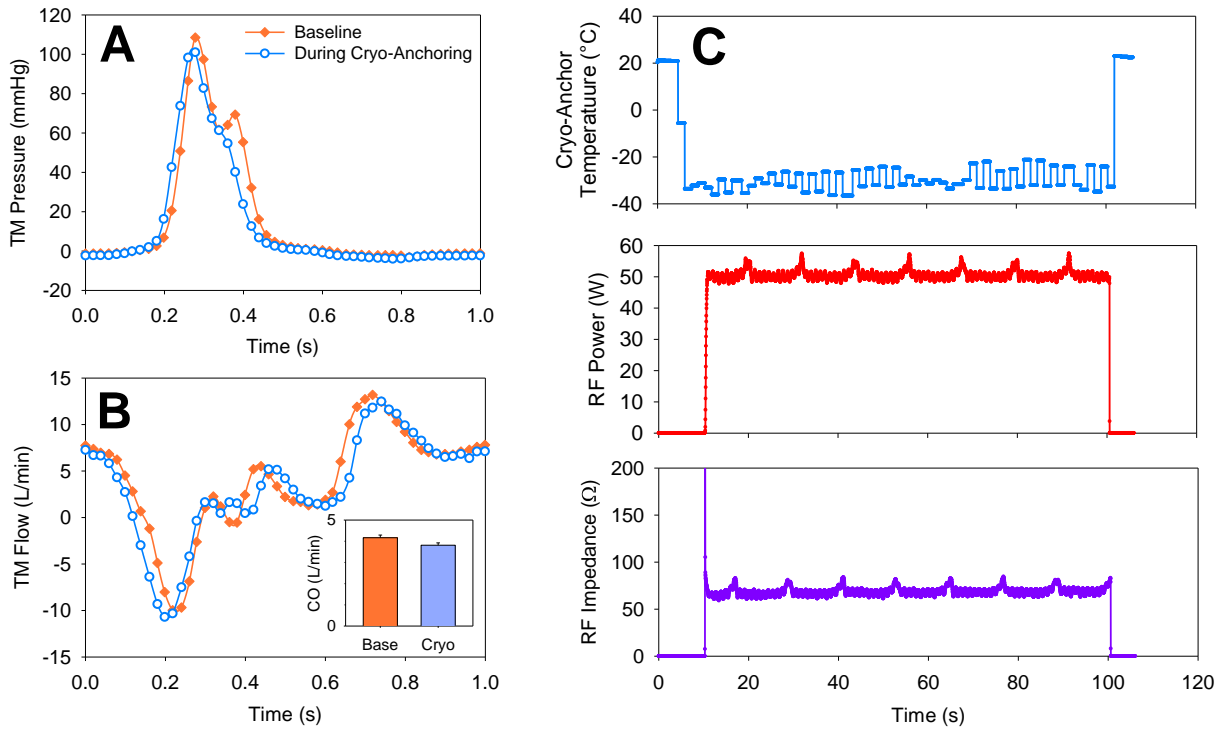 A
Baseline
During Cryo-Anchoring
TM Pressure (mmHg)
120
100
80
60
40
20
0
-20
0.0 0.2 0.4 0.6 0.8 1.0
Time (s)
B
TM Flow (L/min)
15
10
5
0
-5
-10
-15
0.0 0.2 0.4 0.6 0.8 1.0
Time (s)
CO (L/min)
5
0
Base Cryo
C
Cryo-Anchor
Temperatuure (°C)
40
20
0
-20
-40
RF Power (W)
60
50
40
30
20
10
0
RF Impedance (Ω)
200
150
100
50
0
0 20 40 60 80 100 120
Time (s)